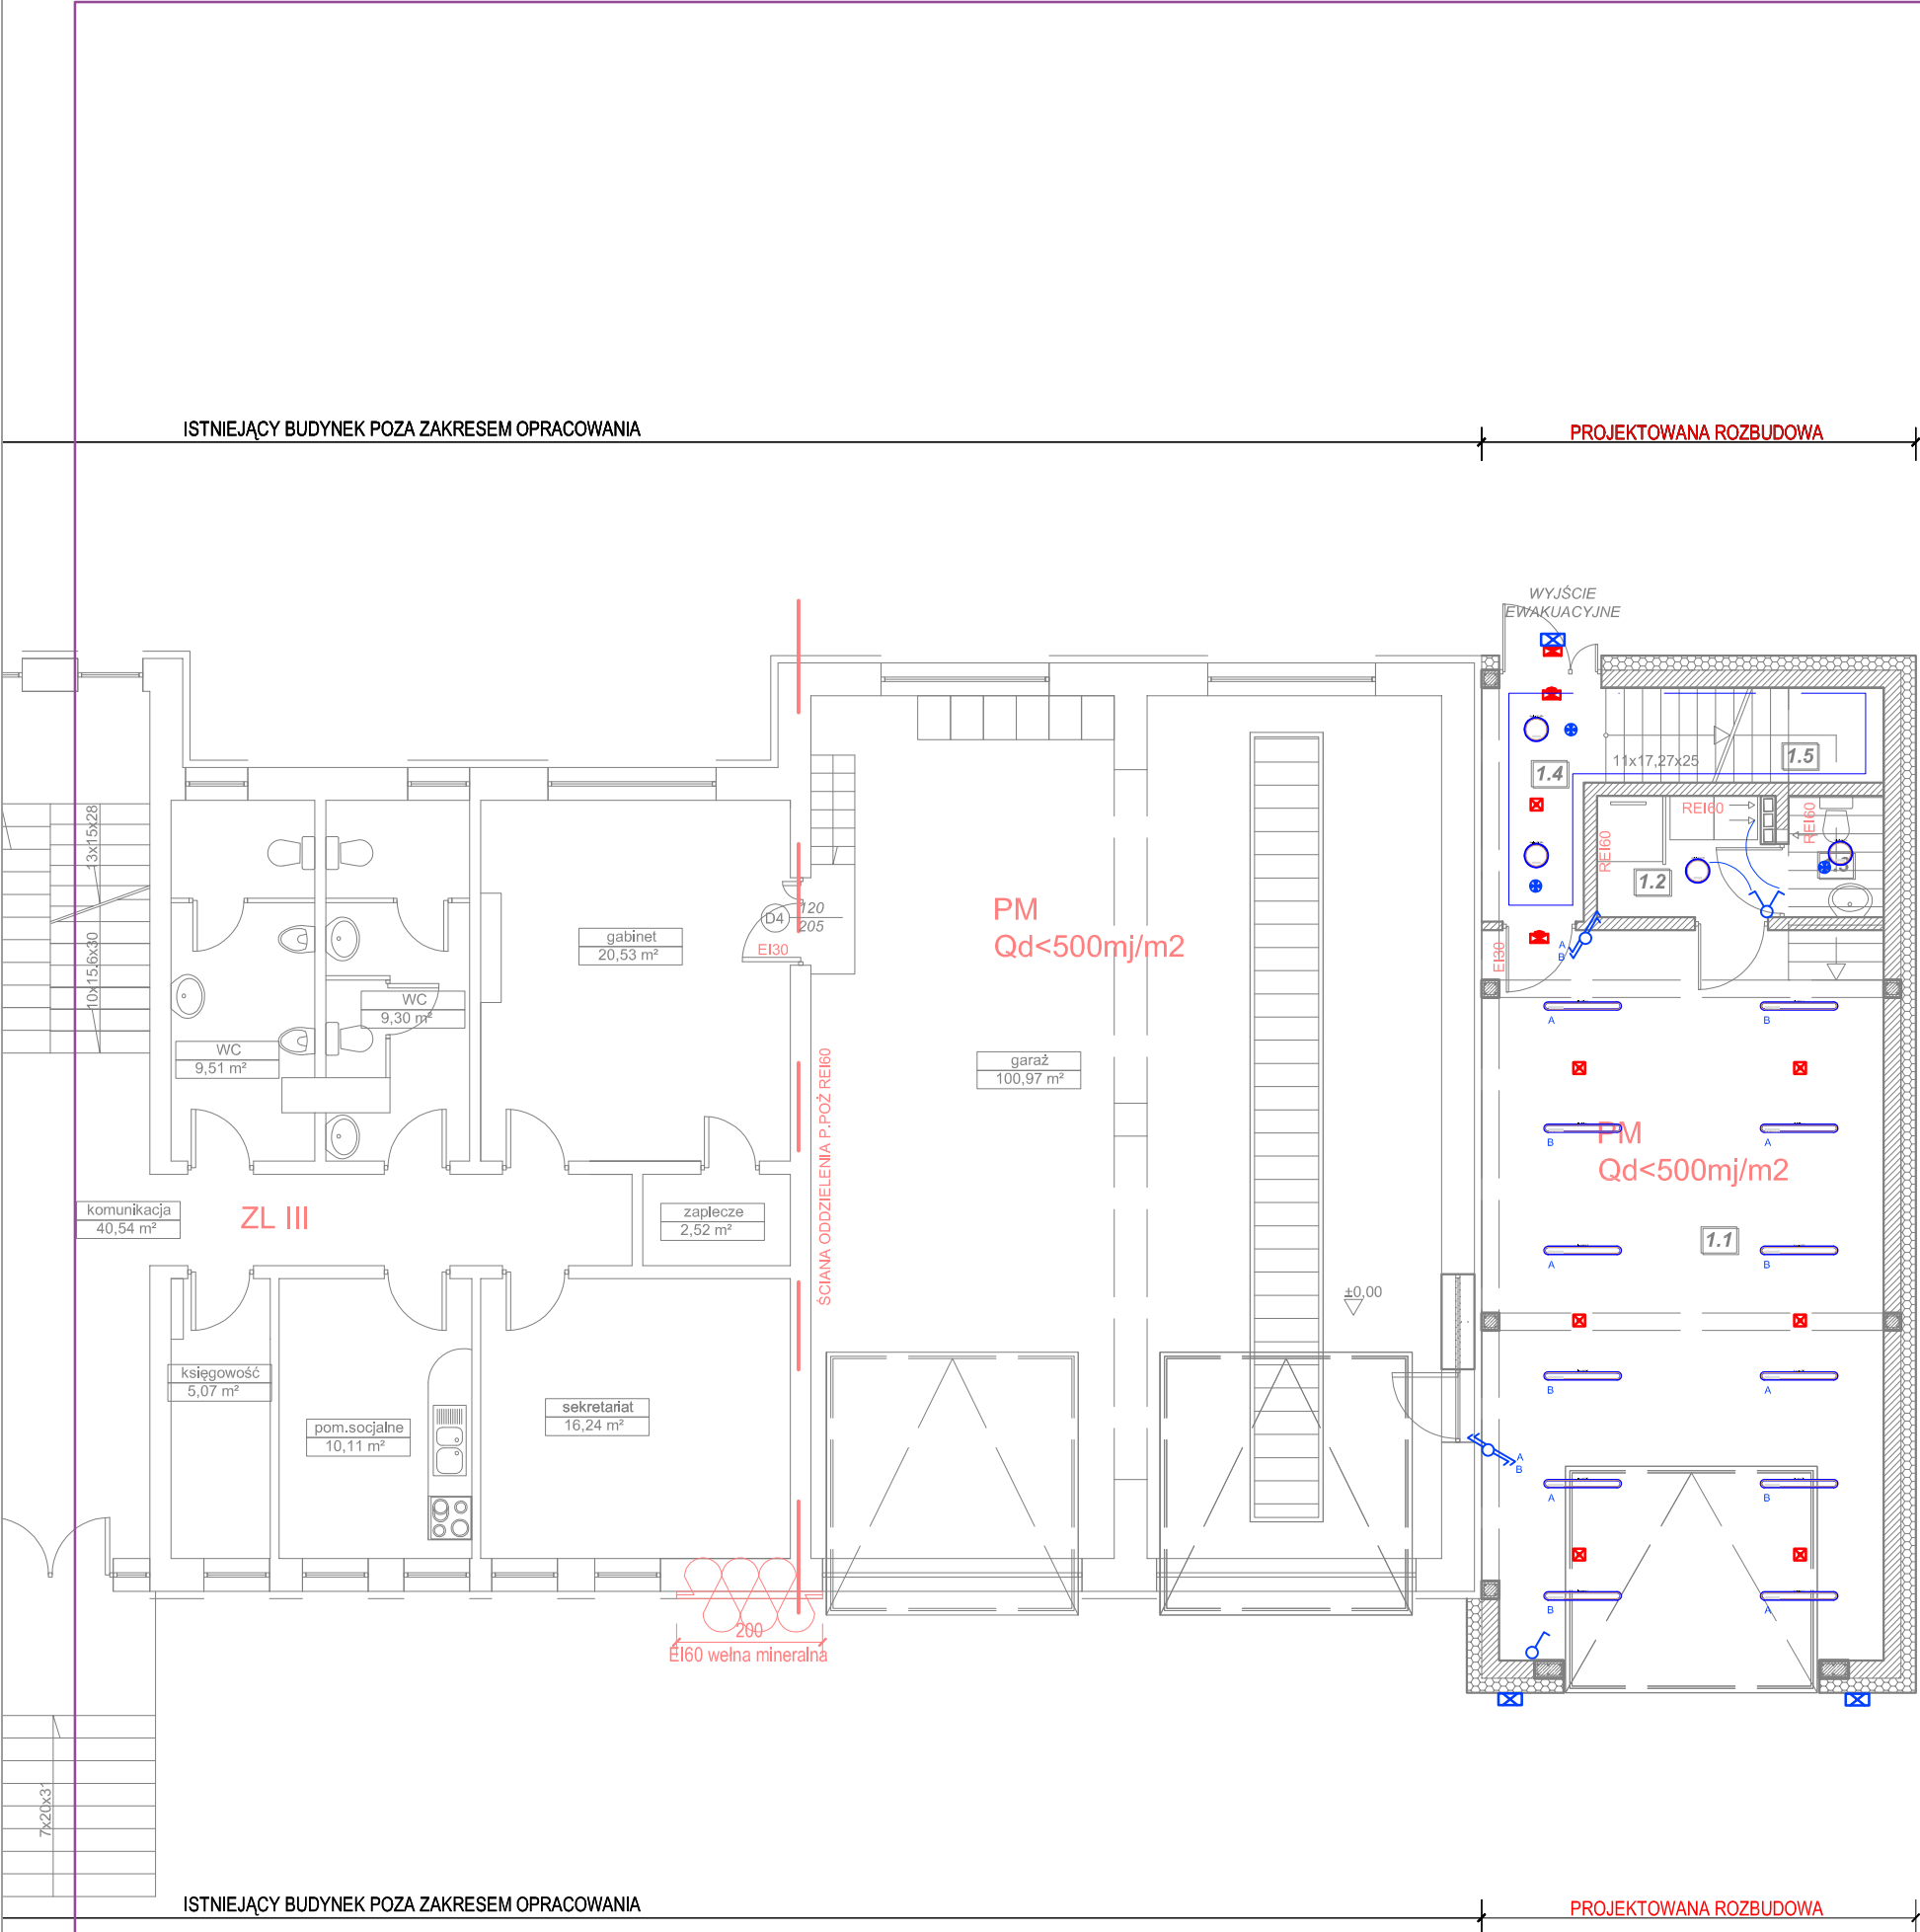 ISTNIEJĄCY BUDYNEK POZA ZAKRESEM OPRACOWANIA
PROJEKTOWANA ROZBUDOWA
WYJŚCIE
EWAKUACYJNE
1.4
11x17,27x25
1.5
REI60
REI60
REI60
1.2
13x15x28
10x15,6x30
gabinet
20,53 m²
D4
120
205
EI30
PM
Qd<500mj/m2
EI30
A
B
WC
9,30 m²
WC
9,51 m²
garaż
100,97 m²
A
B
B
A
PM
Qd<500mj/m2
ŚCIANA ODDZIELENIA P.POŻ REI60
komunikacja
40,54 m²
ZL III
zaplecze
2,52 m²
1.1
A
B
±0,00
księgowość
5,07 m²
B
A
pom.socjalne
10,11 m²
sekretariat
16,24 m²
A
B
A
B
B
A
200
EI60 wełna mineralna
7x20x31
ISTNIEJĄCY BUDYNEK POZA ZAKRESEM OPRACOWANIA
PROJEKTOWANA ROZBUDOWA